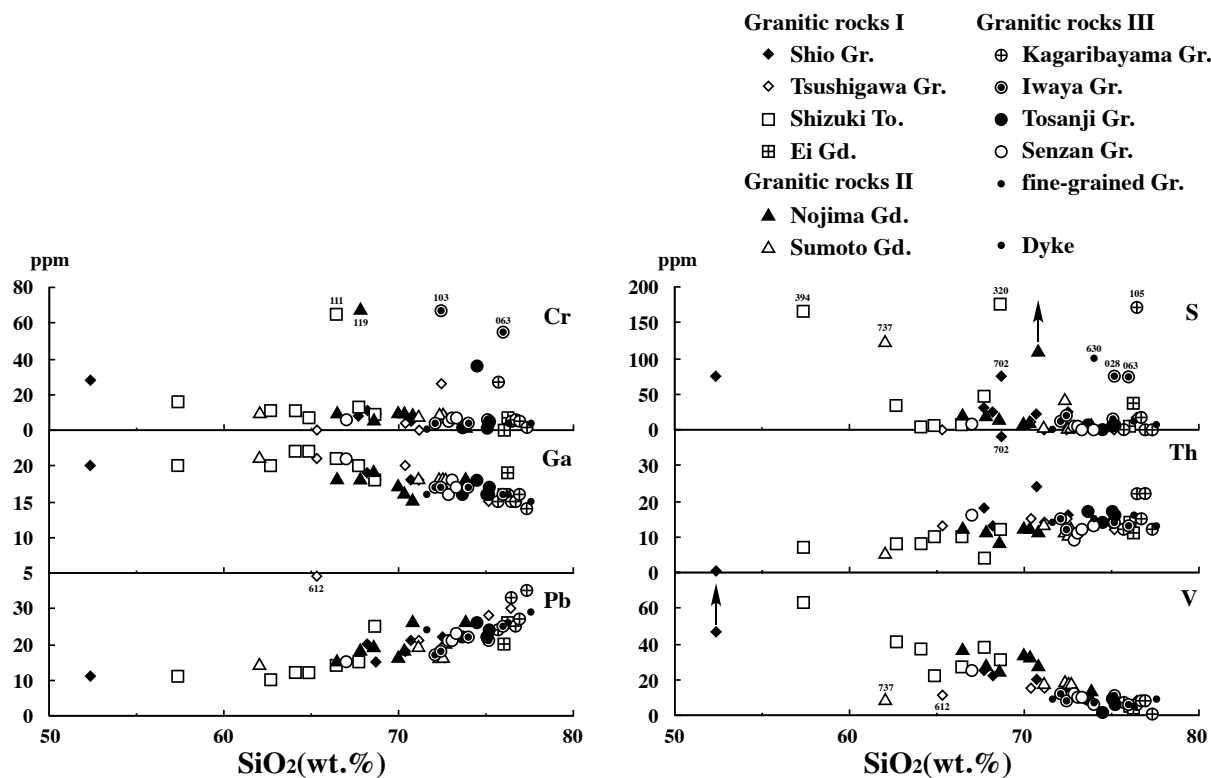 Granitic rocks I
Shio Gr.
Tsushigawa Gr.
Shizuki To.
Ei Gd.
Granitic rocks II
Nojima Gd.
Sumoto Gd.
Granitic rocks III
Kagaribayama Gr.
Iwaya Gr.
Tosanji Gr.
Senzan Gr.
fine-grained Gr.
Dyke
ppm
80
60
40
20
0
111
119
103
063
Cr
20
15
5
Ga
612
30
20
10
0
Pb
50 60 70 80
SiO2(wt.%)
ppm
200
150
100
50
0
394
737
320
702
630
028
063
105
S
702
30
20
10
0
Th
60
40
20
0
737
612
V
50 60 70 80
SiO2(wt.%)